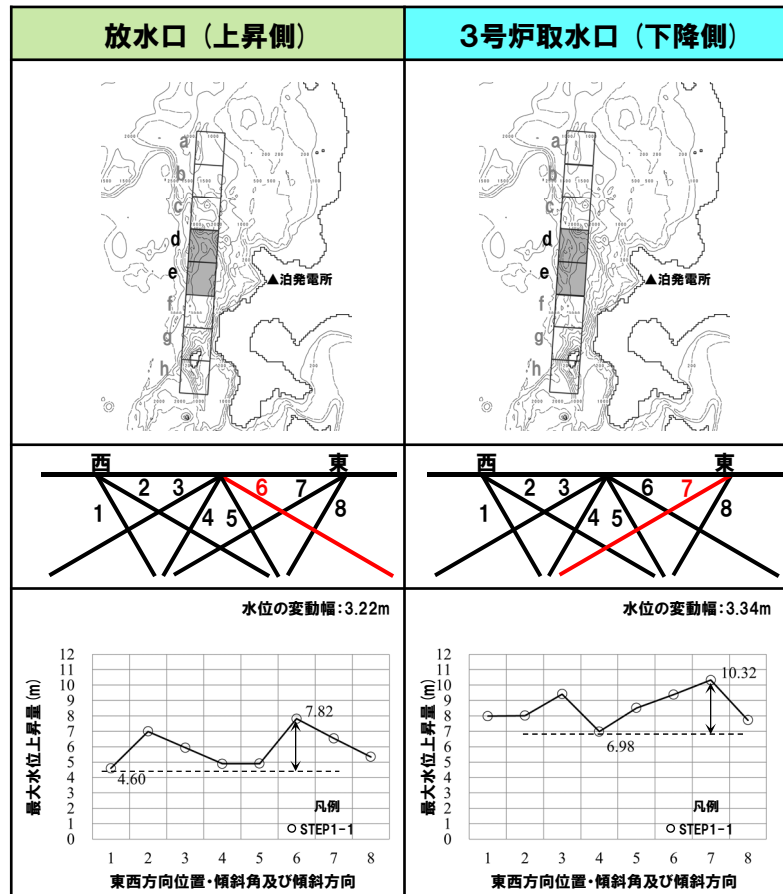 放水口（上昇側）
3号炉取水口（下降側）
a
b
c
d
e
f
g
h
▲泊発電所
a
b
c
d
e
f
g
h
▲泊発電所
西 東
1 2 3 4 5 6 7 8
西 東
1 2 3 4 5 6 7 8
水位の変動幅:3.22m
最大水位上昇量(m)
12
11
10
9
8
7
6
5
4
3
2
1
0
7.82
4.60
凡例
○ STEP1-1
1 2 3 4 5 6 7 8
東西方向位置・傾斜角及び傾斜方向
水位の変動幅:3.34m
最大水位上昇量(m)
12
11
10
9
8
7
6
5
4
3
2
1
0
10.32
6.98
凡例
○ STEP1-1
1 2 3 4 5 6 7 8
東西方向位置・傾斜角及び傾斜方向